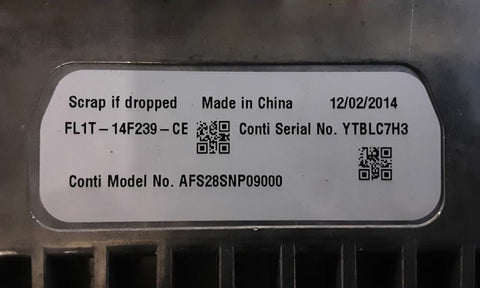 Scrap if dropped Made in China 12/02/2014
FL1T-14F239-CE Conti Serial No. YTBLC7H3
Conti Model No. AFS28SNP09000